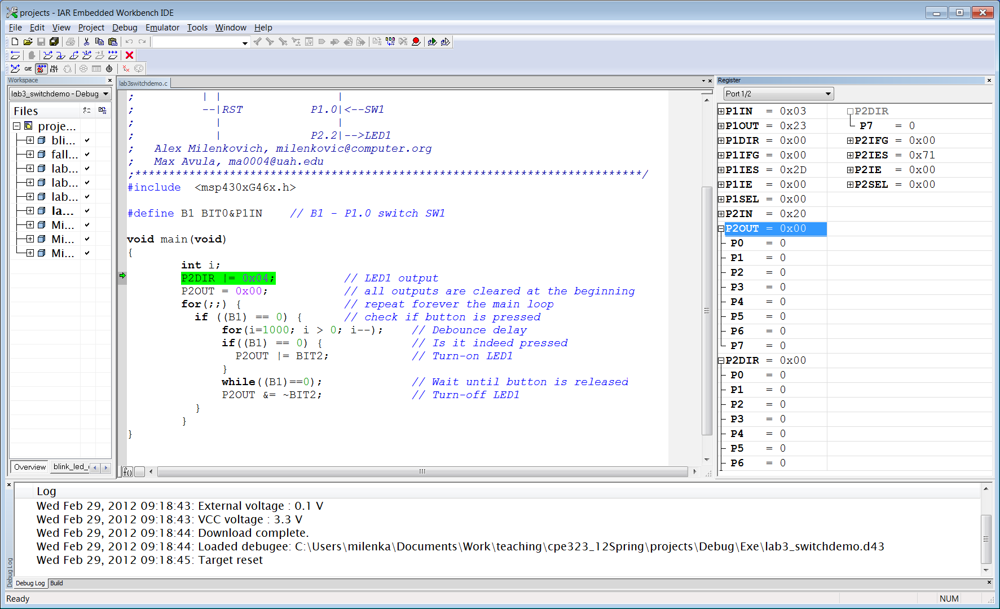 projects - IAR Embedded Workbench IDE
File Edit View Project Debug Emulator Tools Window Help
GIE HW RST
Workspace
lab3_switchdemo - Debug
Files
proje...
bli...
fall...
lab...
lab...
lab...
la...
Mi...
Mi...
Mi...
Overview blink_led_
lab3switchdemo.c
; | | |
; --|RST P1.0|<--SW1
; | |
; | P2.2|-->LED1
; Alex Milenkovich, milenkovic@computer.org
; Max Avula, ma0004@uah.edu
;***************************************************************************/
#include <msp430xG46x.h>
#define B1 BIT0&P1IN // B1 - P1.0 switch SW1
void main(void)
{
int i;
P2DIR |= 0x04; // LED1 output
P2OUT = 0x00; // all outputs are cleared at the beginning
for(;;) { // repeat forever the main loop
if ((B1) == 0) { // check if button is pressed
for(i=1000; i > 0; i--); // Debounce delay
if((B1) == 0) { // Is it indeed pressed
P2OUT |= BIT2; // Turn-on LED1
}
while((B1)==0); // Wait until button is released
P2OUT &= ~BIT2; // Turn-off LED1
}
}
}
f()
Register
Port 1/2
P1IN = 0x03
P1OUT = 0x23
P1DIR = 0x00
P1IFG = 0x00
P1IES = 0x2D
P1IE = 0x00
P1SEL = 0x00
P2IN = 0x20
P2OUT = 0x00
P0 = 0
P1 = 0
P2 = 0
P3 = 0
P4 = 0
P5 = 0
P6 = 0
P7 = 0
P2DIR = 0x00
P0 = 0
P1 = 0
P2 = 0
P3 = 0
P4 = 0
P5 = 0
P6 = 0
P2DIR
P7 = 0
P2IFG = 0x00
P2IES = 0x71
P2IE = 0x00
P2SEL = 0x00
Log
Wed Feb 29, 2012 09:18:43: External voltage : 0.1 V
Wed Feb 29, 2012 09:18:43: VCC voltage : 3.3 V
Wed Feb 29, 2012 09:18:44: Download complete.
Wed Feb 29, 2012 09:18:44: Loaded debugee: C:\Users\milenka\Documents\Work\teaching\cpe323_12Spring\projects\Debug\Exe\lab3_switchdemo.d43
Wed Feb 29, 2012 09:18:45: Target reset
Debug Log
Debug Log Build
Ready NUM